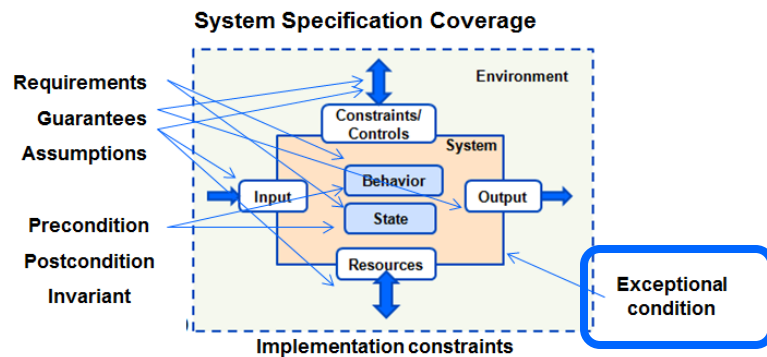 System Specification Coverage
Environment
Requirements
Guarantees
Assumptions
Constraints/
Controls
System
Behavior
Input
Output
State
Precondition
Postcondition
Invariant
Resources
Exceptional
condition
Implementation constraints